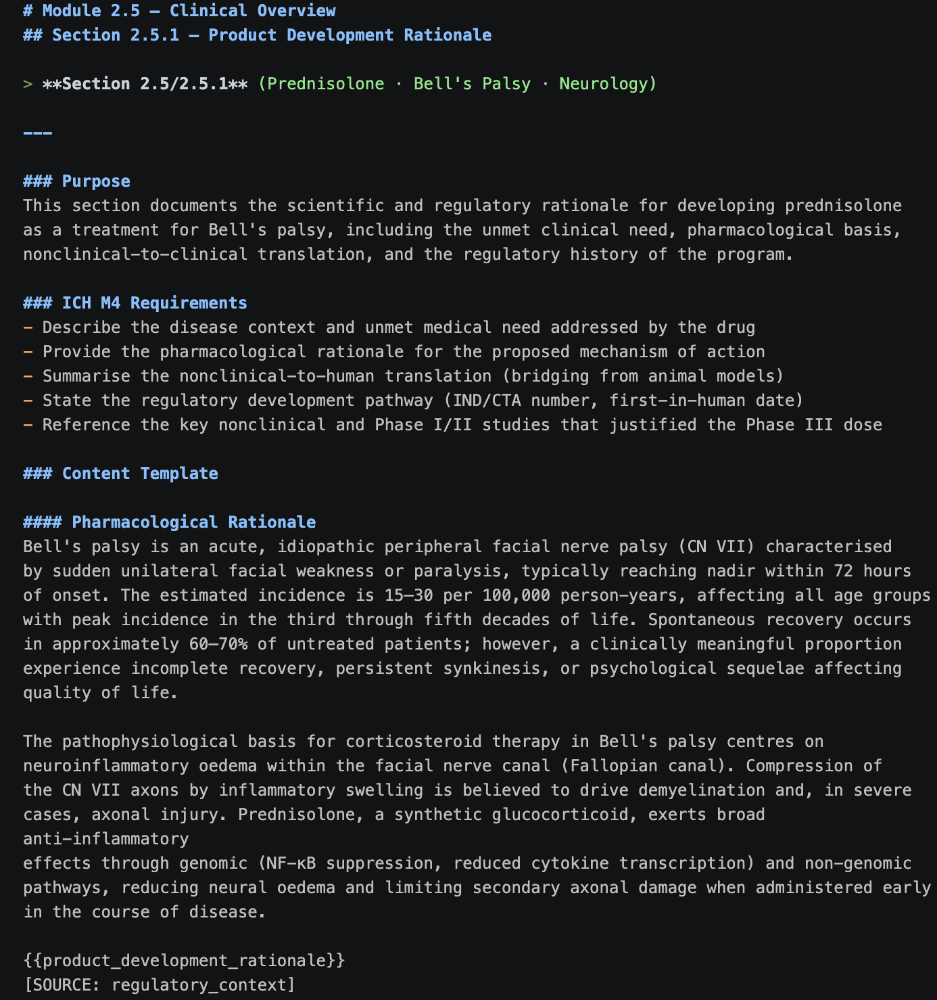 # Module 2.5 — Clinical Overview
## Section 2.5.1 — Product Development Rationale
> **Section 2.5/2.5.1** (Prednisolone · Bell's Palsy · Neurology)
---
### Purpose
This section documents the scientific and regulatory rationale for developing prednisolone
as a treatment for Bell's palsy, including the unmet clinical need, pharmacological basis,
nonclinical-to-clinical translation, and the regulatory history of the program.
### ICH M4 Requirements
- Describe the disease context and unmet medical need addressed by the drug
- Provide the pharmacological rationale for the proposed mechanism of action
- Summarise the nonclinical-to-human translation (bridging from animal models)
- State the regulatory development pathway (IND/CTA number, first-in-human date)
- Reference the key nonclinical and Phase I/II studies that justified the Phase III dose
### Content Template
#### Pharmacological Rationale
Bell's palsy is an acute, idiopathic peripheral facial nerve palsy (CN VII) characterised
by sudden unilateral facial weakness or paralysis, typically reaching nadir within 72 hours
of onset. The estimated incidence is 15–30 per 100,000 person-years, affecting all age groups
with peak incidence in the third through fifth decades of life. Spontaneous recovery occurs
in approximately 60–70% of untreated patients; however, a clinically meaningful proportion
experience incomplete recovery, persistent synkinesis, or psychological sequelae affecting
quality of life.
The pathophysiological basis for corticosteroid therapy in Bell's palsy centres on
neuroinflammatory oedema within the facial nerve canal (Fallopian canal). Compression of
the CN VII axons by inflammatory swelling is believed to drive demyelination and, in severe
cases, axonal injury. Prednisolone, a synthetic glucocorticoid, exerts broad
anti-inflammatory
effects through genomic (NF-κB suppression, reduced cytokine transcription) and non-genomic
pathways, reducing neural oedema and limiting secondary axonal damage when administered early
in the course of disease.
{{product_development_rationale}}
[SOURCE: regulatory_context]